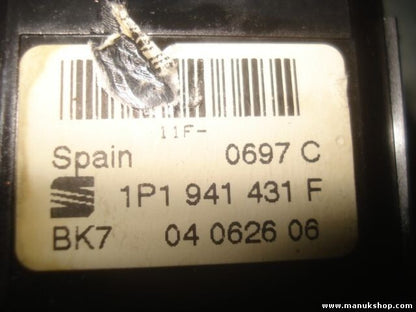 11F-
Spain 0697 C
1P1 941 431 F
BK7 04 0626 06
www.manukshop.com